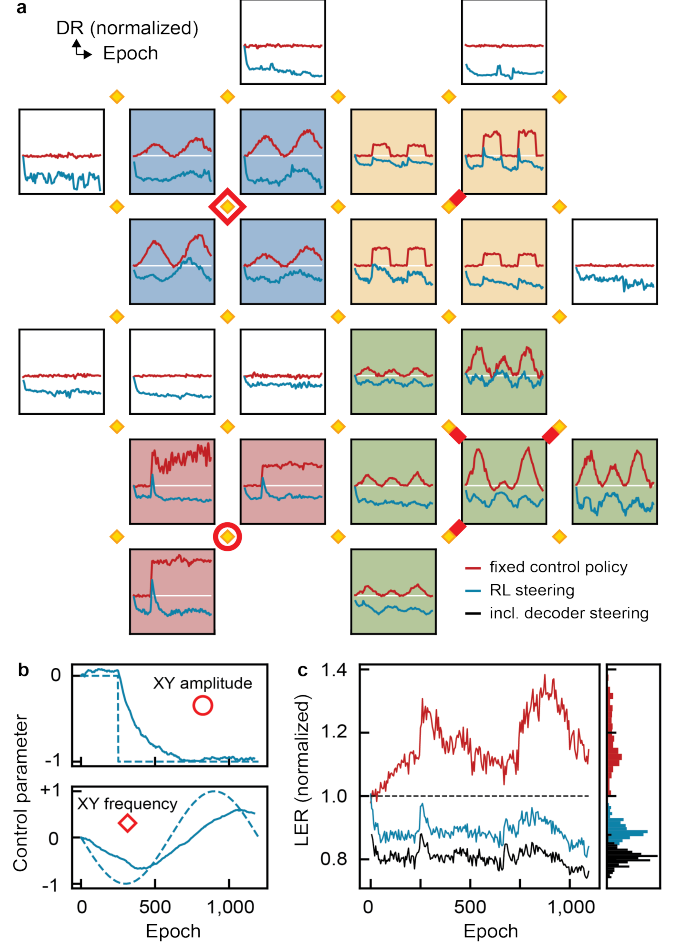 a
DR (normalized)
Epoch
fixed control policy
RL steering
incl. decoder steering
b
c
0
-1
XY amplitude
Control parameter
+1
0
-1
XY frequency
0 500 1,000
Epoch
1.4
1.2
1.0
0.8
LER (normalized)
0 500 1,000
Epoch